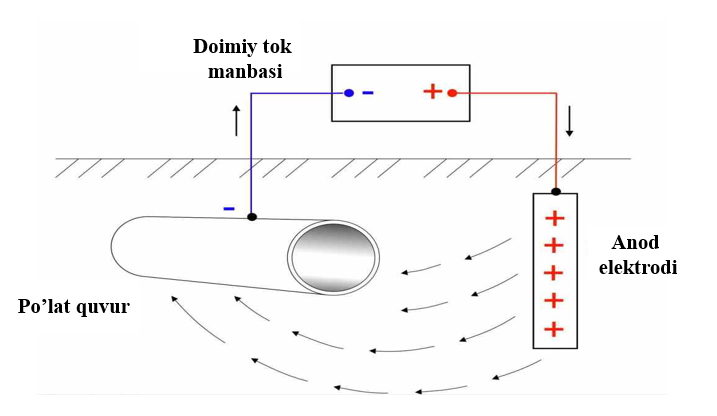 Doimiy tok
manbasi
- +
-
+
+
+
+
+
Anod
elektrodi
Po’lat quvur